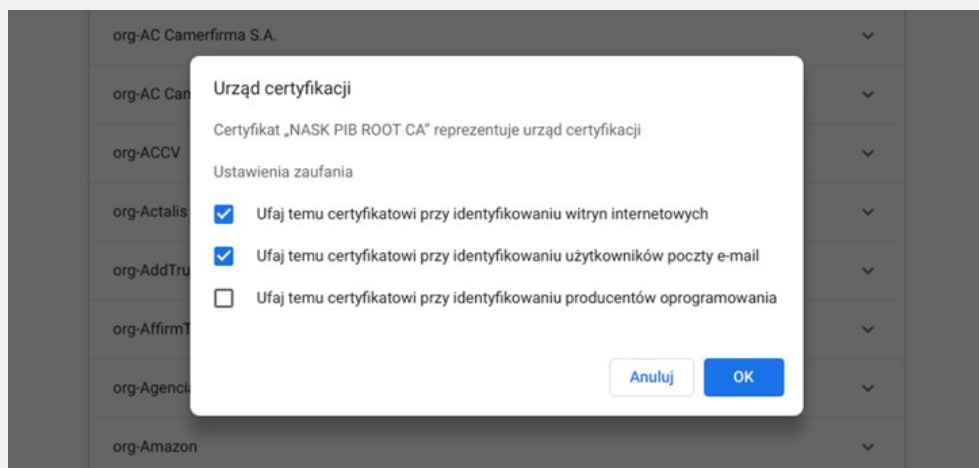 org-AC Camerfirma S.A.
org-AC Can
Urząd certyfikacji
Certyfikat „NASK PIB ROOT CA” reprezentuje urząd certyfikacji
org-ACCV
Ustawienia zaufania
org-Actalis
Ufaj temu certyfikatowi przy identyfikowaniu witryn internetowych
Ufaj temu certyfikatowi przy identyfikowaniu użytkowników poczty e-mail
org-AddTru
Ufaj temu certyfikatowi przy identyfikowaniu producentów oprogramowania
org-AffirmT
org-Agencia
Anuluj
OK
org-Amazon